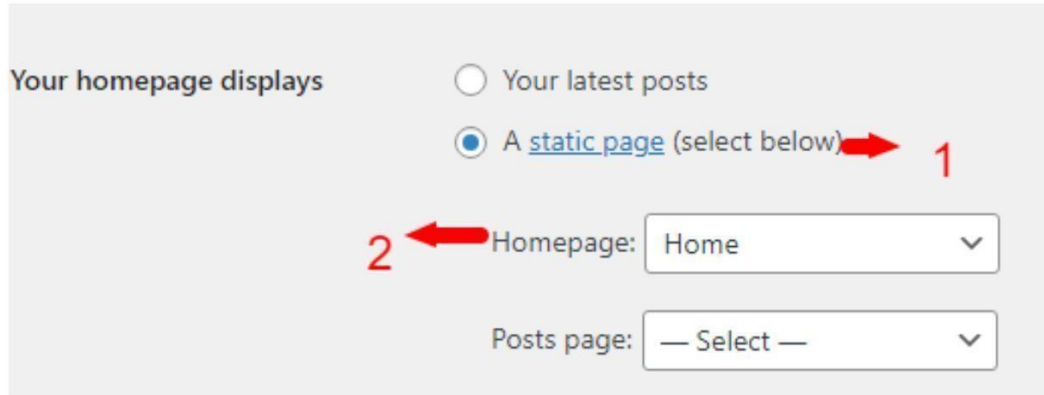 Your homepage displays
Your latest posts
A static page (select below)
1
2
Homepage: Home
Posts page: — Select —